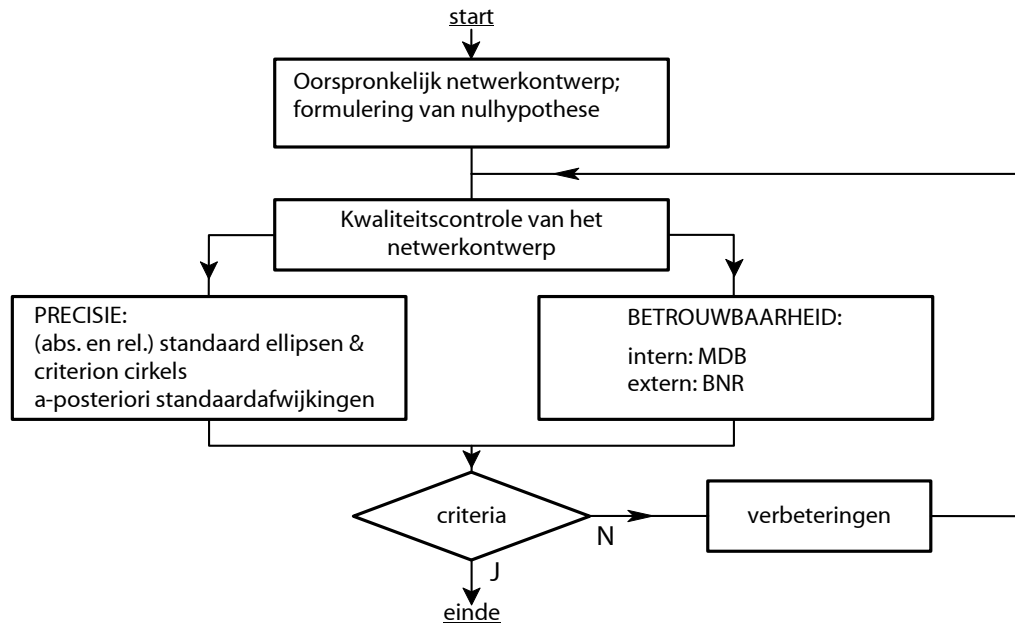 start
Oorspronkelijk netwerkontwerp;
formulering van nulhypothese
Kwaliteitscontrole van het
netwerkontwerp
PRECISIE:
(abs. en rel.) standaard ellipsen &
criterion cirkels
a-posteriori standaardafwijkingen
BETROUWBAARHEID:
intern: MDB
extern: BNR
criteria
N
verbeteringen
J
einde